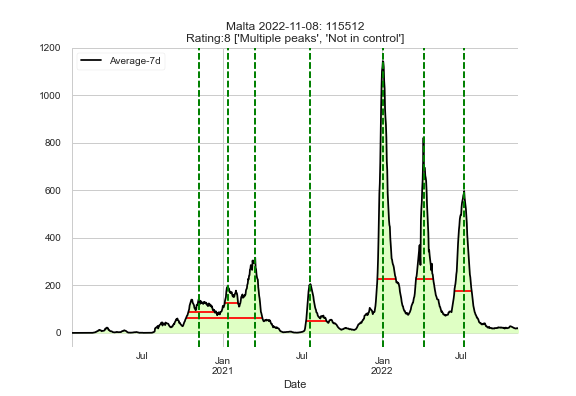 Malta 2022-11-08: 115512
Rating:8 ['Multiple peaks', 'Not in control']
1200
Average-7d
1000
800
600
400
200
0
Jul
Jan
2021
Jul
Jan
2022
Jul
Date